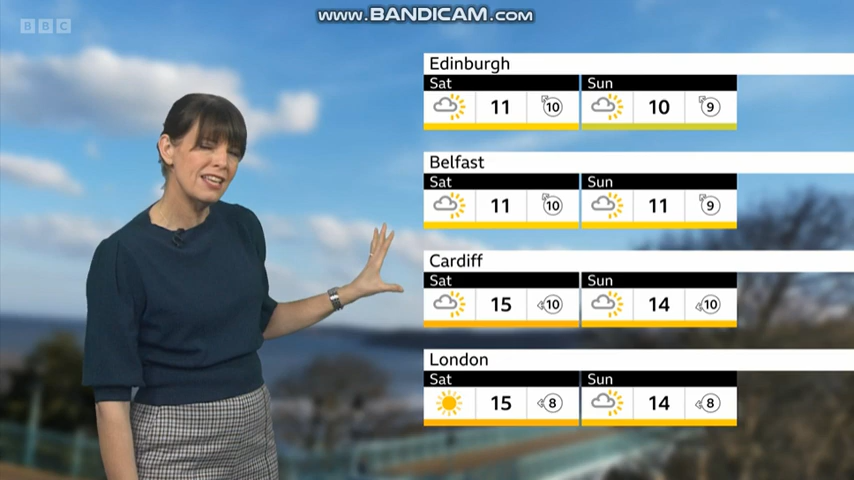 BBC
www.BANDICAM.com
Edinburgh
Sat Sun
11 10 10 9
Belfast
Sat Sun
11 10 11 9
Cardiff
Sat Sun
15 10 14 10
London
Sat Sun
15 8 14 8